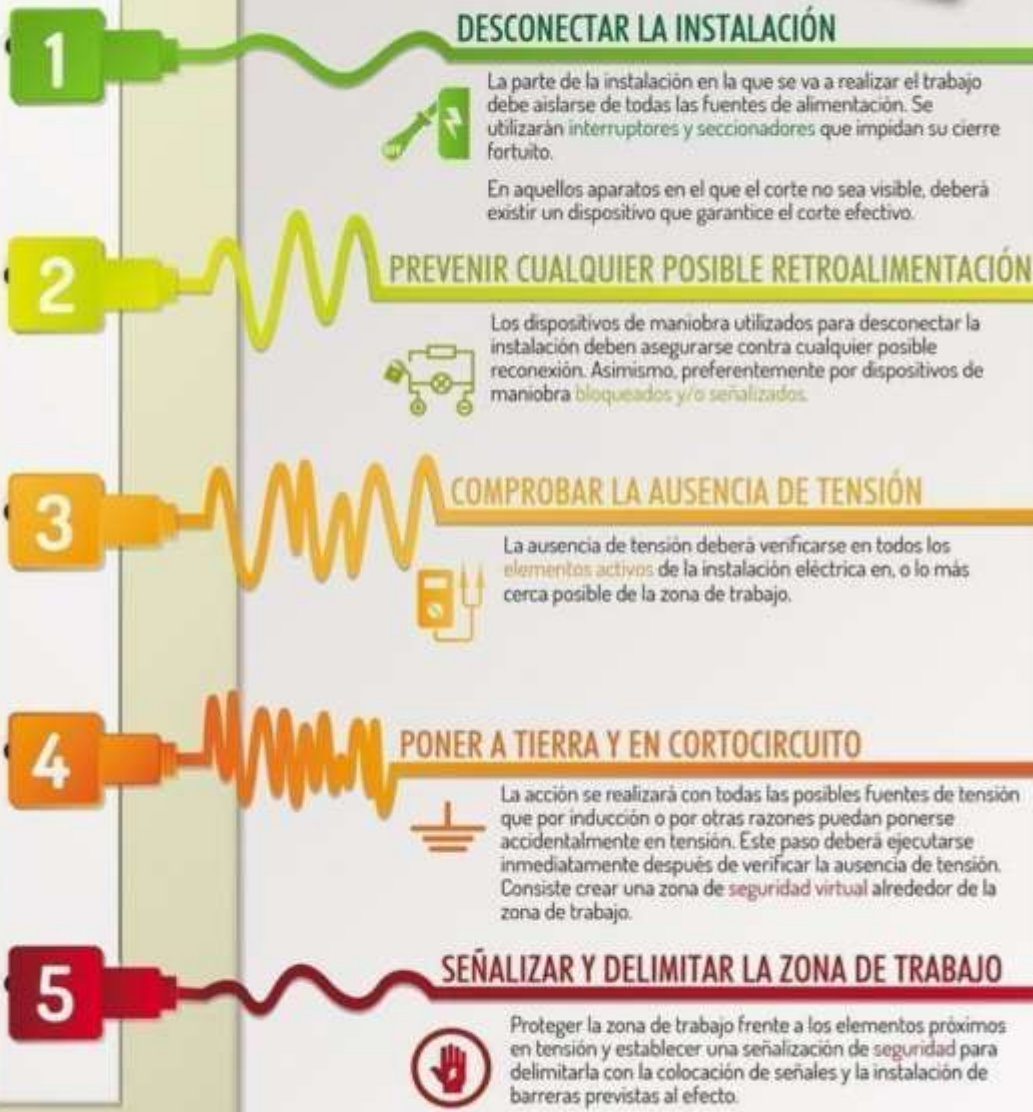 1
DESCONECTAR LA INSTALACIÓN
La parte de la instalación en la que se va a realizar el trabajo
debe aislarse de todas las fuentes de alimentación. Se
utilizarán interruptores y seccionadores que impidan su cierre
fortuito.
En aquellos aparatos en el que el corte no sea visible, deberá
existir un dispositivo que garantice el corte efectivo.
2
PREVENIR CUALQUIER POSIBLE RETROALIMENTACIÓN
Los dispositivos de maniobra utilizados para desconectar la
instalación deben asegurarse contra cualquier posible
reconexión. Asimismo, preferentemente por dispositivos de
maniobra bloqueados y/o señalizados.
3
COMPROBAR LA AUSENCIA DE TENSIÓN
La ausencia de tensión deberá verificarse en todos los
elementos activos de la instalación eléctrica en, o lo más
cerca posible de la zona de trabajo.
4
PONER A TIERRA Y EN CORTOCIRCUITO
La acción se realizará con todas las posibles fuentes de tensión
que por inducción o por otras razones puedan ponerse
accidentalmente en tensión. Este paso deberá ejecutarse
inmediatamente después de verificar la ausencia de tensión.
Consiste crear una zona de seguridad virtual alrededor de la
zona de trabajo.
5
SEÑALIZAR Y DELIMITAR LA ZONA DE TRABAJO
Proteger la zona de trabajo frente a los elementos próximos
en tensión y establecer una señalización de seguridad para
delimitarla con la colocación de señales y la instalación de
barreras previstas al efecto.